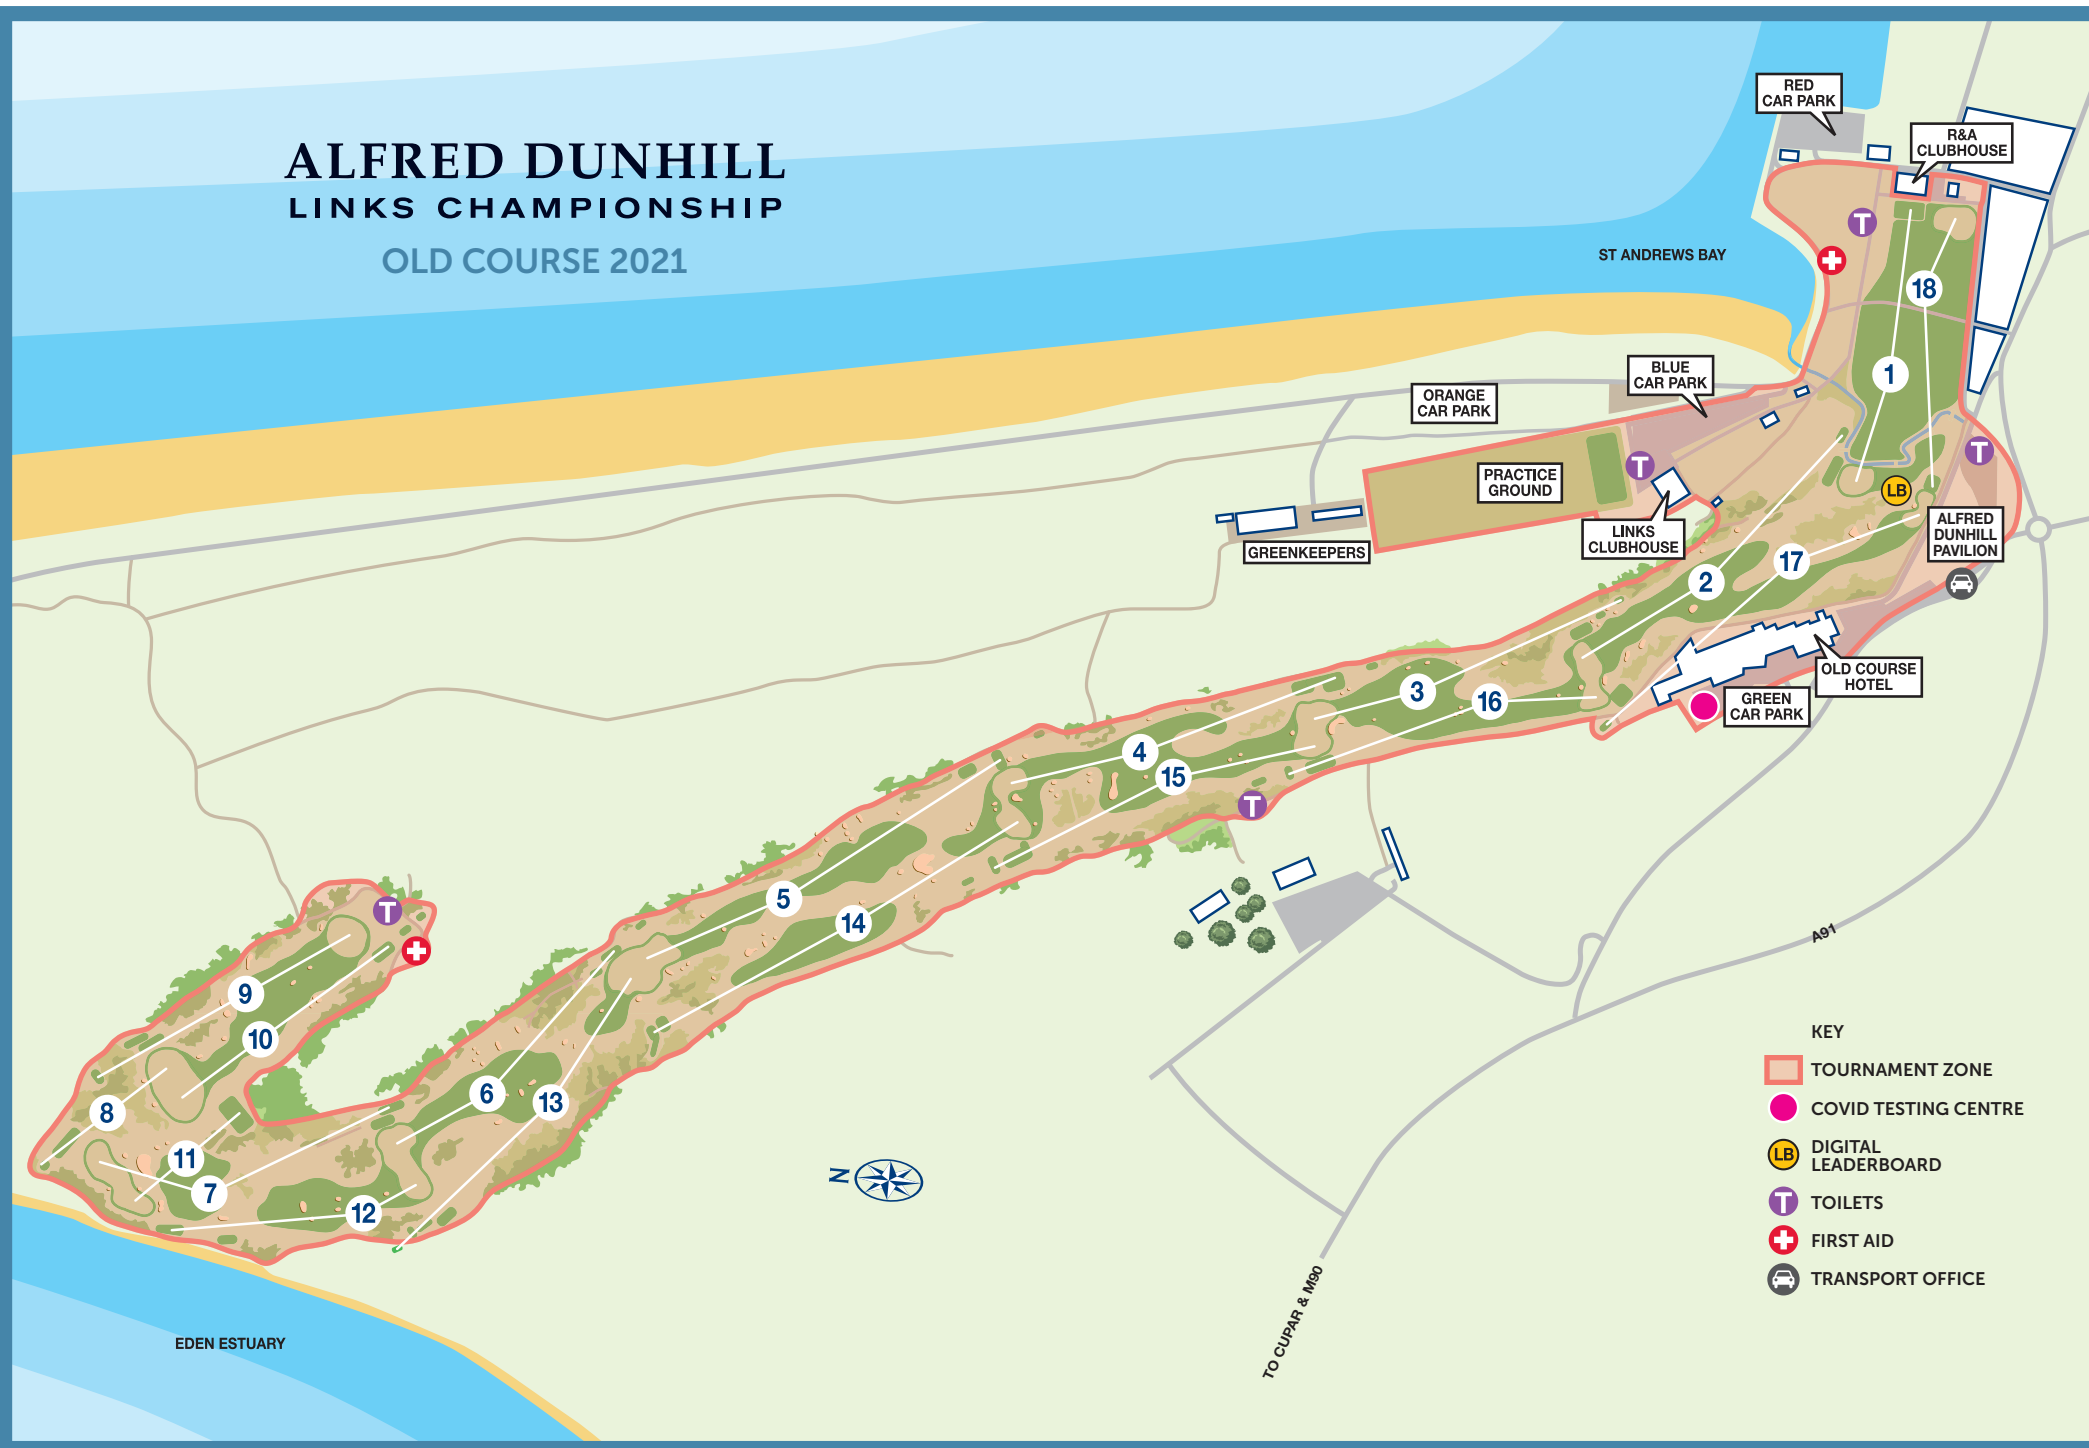 ALFRED DUNHILL
LINKS CHAMPIONSHIP
OLD COURSE 2021
RED
CAR PARK
R&A
CLUBHOUSE
T
ST ANDREWS BAY
18
1
BLUE
CAR PARK
ORANGE
CAR PARK
T
T
PRACTICE
GROUND
LB
LINKS
CLUBHOUSE
GREENKEEPERS
ALFRED
DUNHILL
PAVILION
17
2
OLD COURSE
HOTEL
GREEN
CAR PARK
3
16
4
15
T
5
14
T
9
10
6
13
8
11
7
12
N
A91
TO CUPAR & M90
EDEN ESTUARY
KEY
TOURNAMENT ZONE
COVID TESTING CENTRE
LB
DIGITAL
LEADERBOARD
T
TOILETS
FIRST AID
TRANSPORT OFFICE